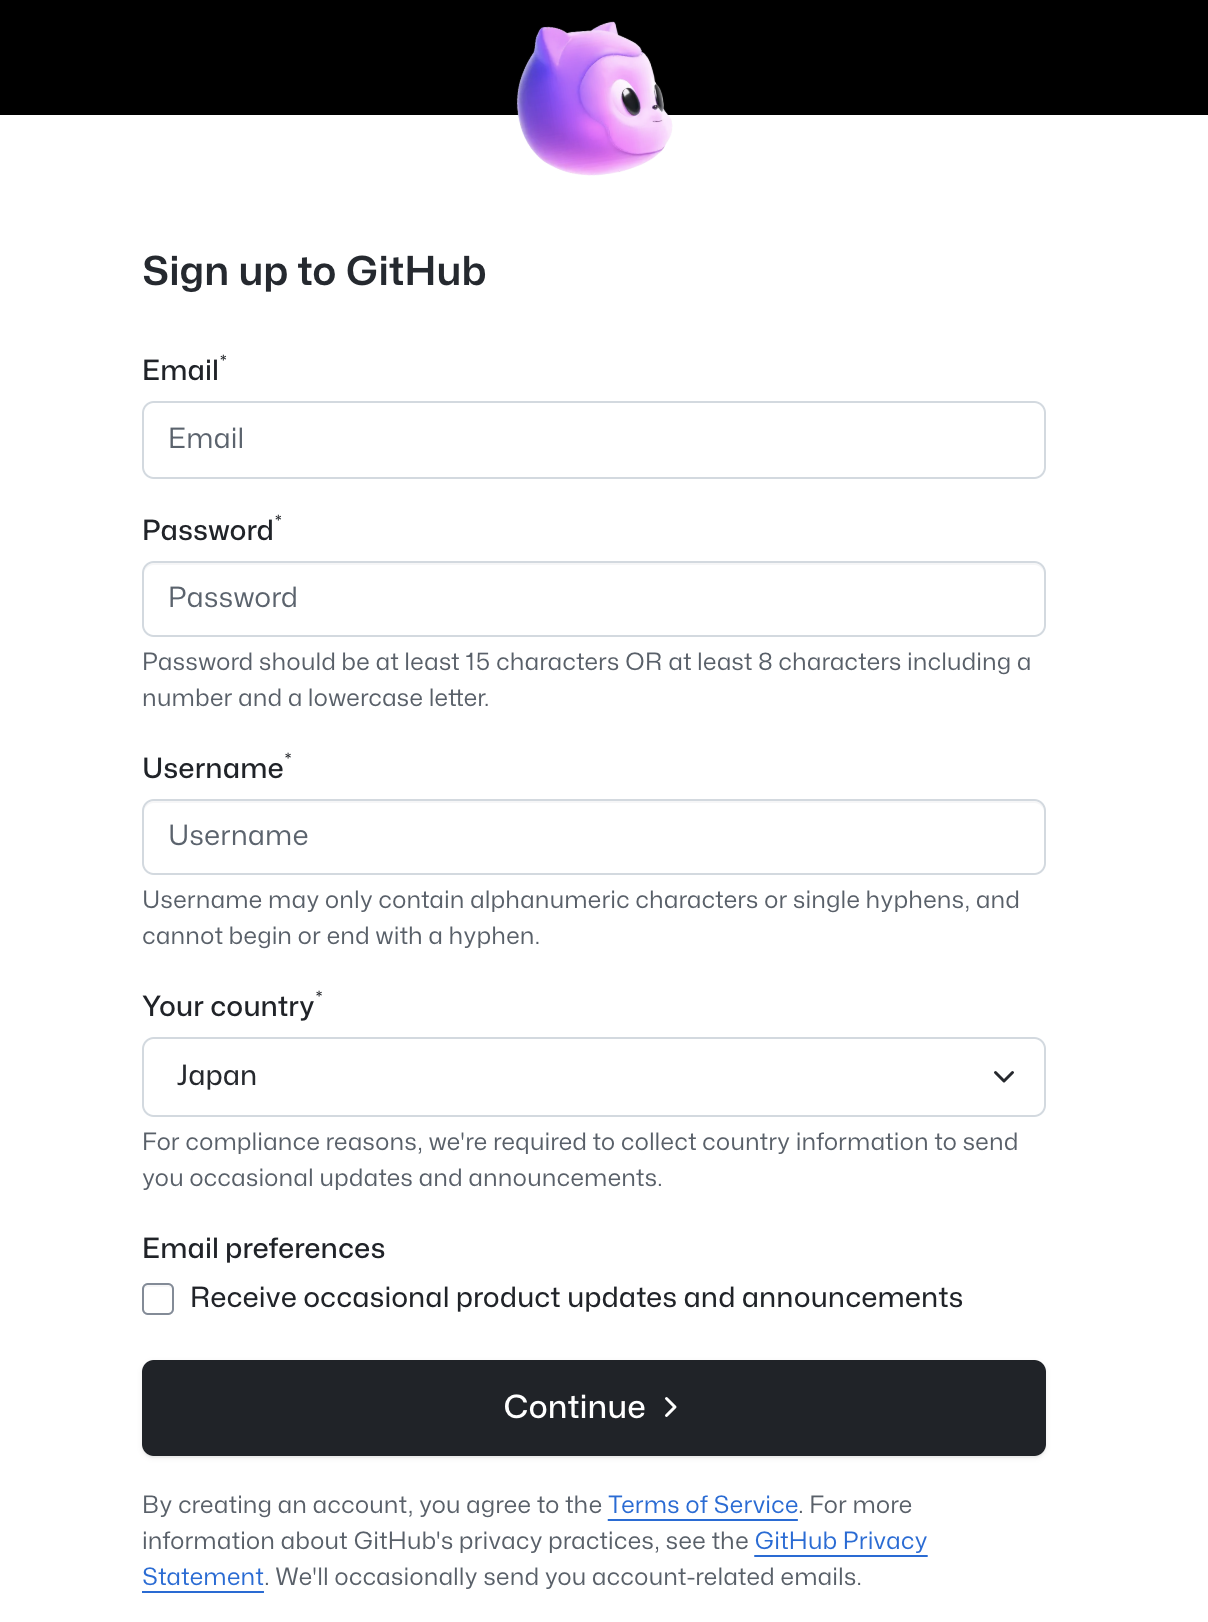 Sign up to GitHub
Email*
Email
Password*
Password
Password should be at least 15 characters OR at least 8 characters including a
number and a lowercase letter.
Username*
Username
Username may only contain alphanumeric characters or single hyphens, and
cannot begin or end with a hyphen.
Your country*
Japan
For compliance reasons, we're required to collect country information to send
you occasional updates and announcements.
Email preferences
Receive occasional product updates and announcements
Continue
By creating an account, you agree to the Terms of Service. For more
information about GitHub's privacy practices, see the GitHub Privacy
Statement. We'll occasionally send you account-related emails.